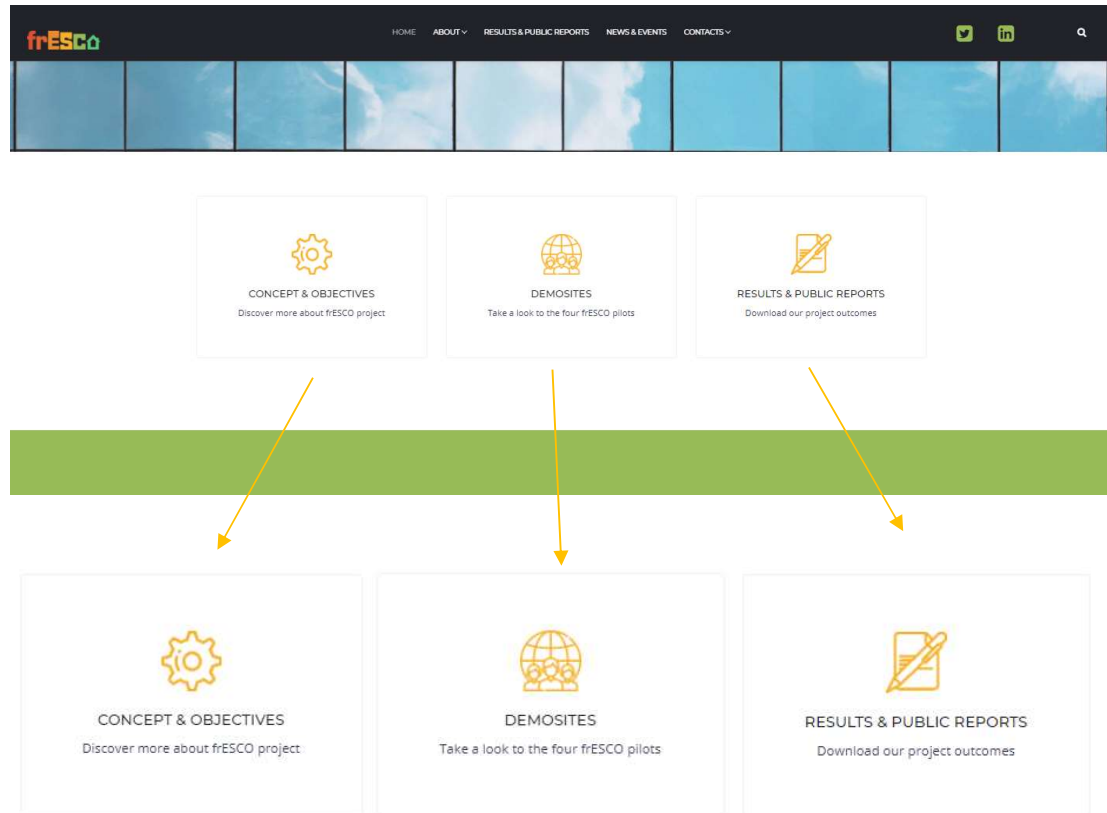 frESCO
HOME ABOUT RESULTS & PUBLIC REPORTS NEWS & EVENTS CONTACTS
in
CONCEPT & OBJECTIVES
Discover more about frESCO project
DEMOSITES
Take a look to the four frESCO pilots
RESULTS & PUBLIC REPORTS
Download our project outcomes
CONCEPT & OBJECTIVES
Discover more about frESCO project
DEMOSITES
Take a look to the four frESCO pilots
RESULTS & PUBLIC REPORTS
Download our project outcomes